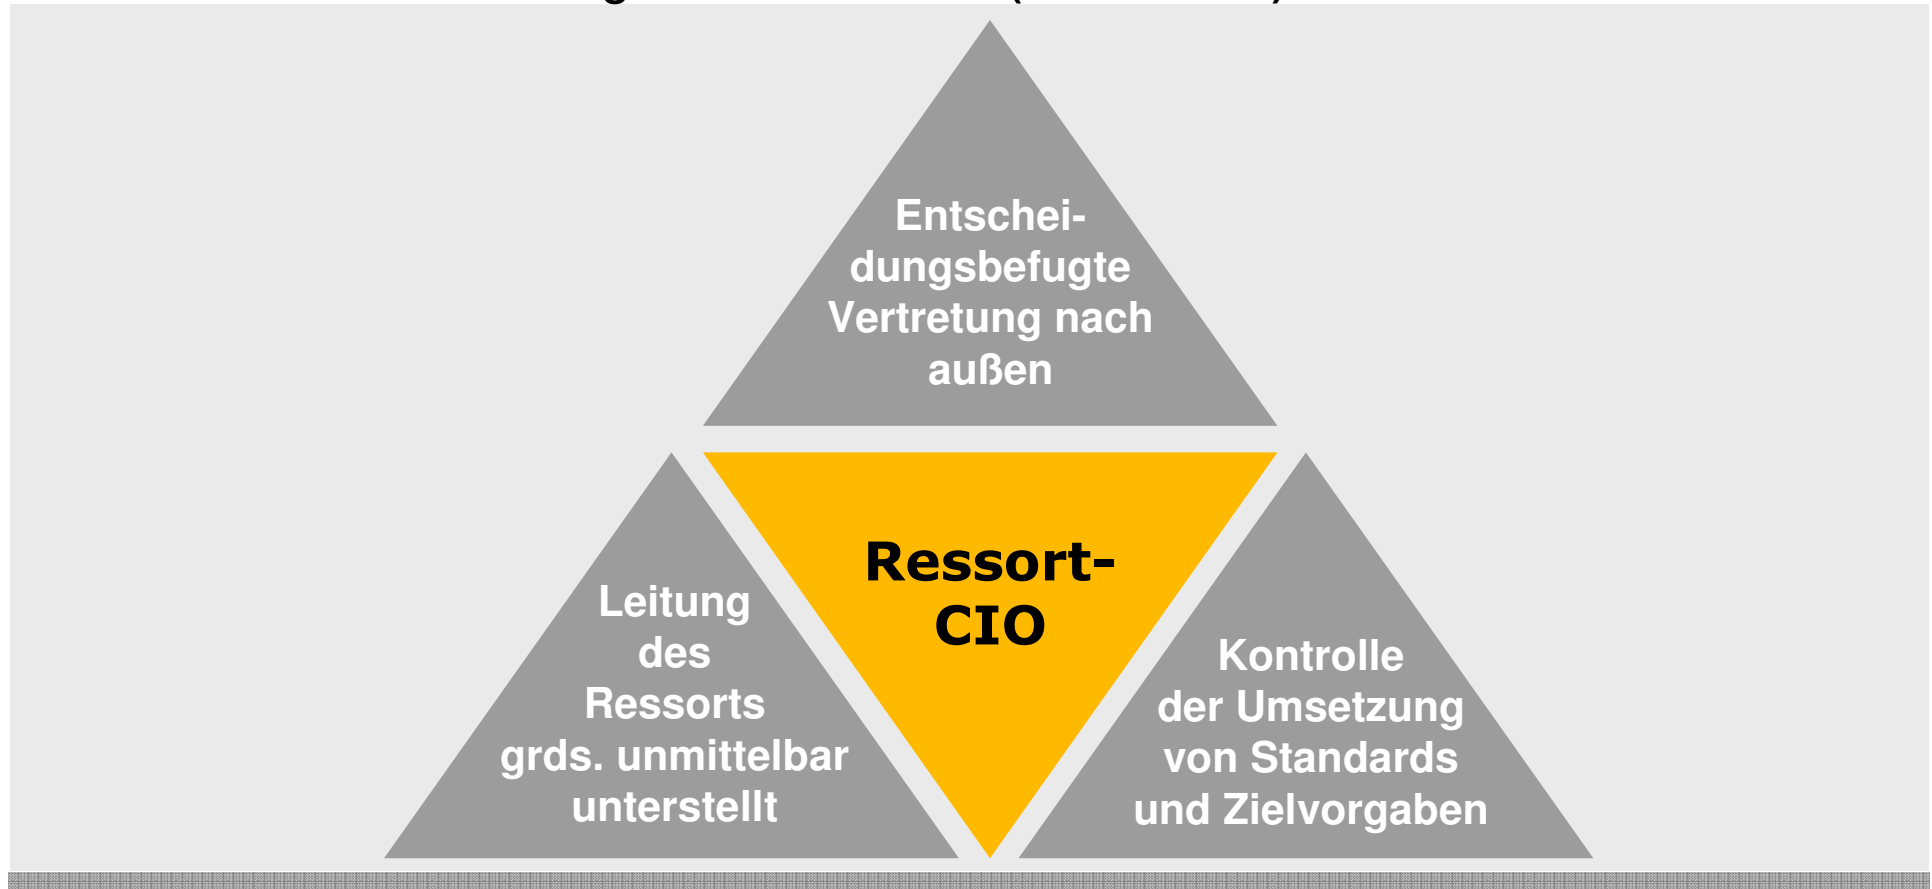 Entschei-
dungsbefugte
Vertretung nach
außen
Ressort-
CIO
Leitung
des
Ressorts
grds. unmittelbar
unterstellt
Kontrolle
der Umsetzung
von Standards
und Zielvorgaben